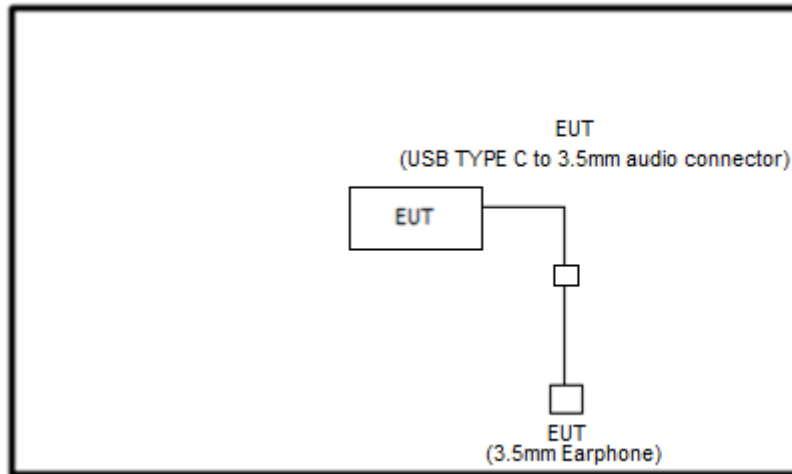 EUT
(USB TYPE C to 3.5mm audio connector)
EUT
EUT
(3.5mm Earphone)